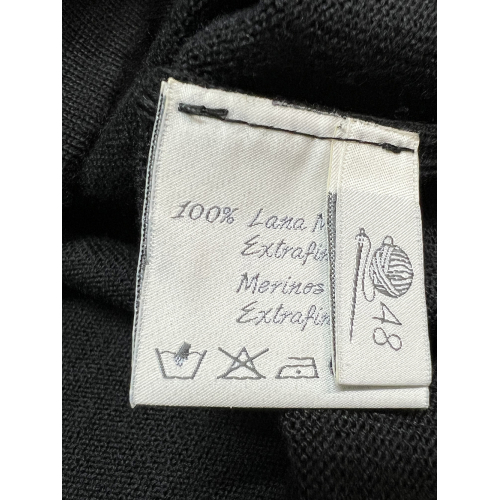 100% Lana M
Extrafin
Merinos
Extrafin
48